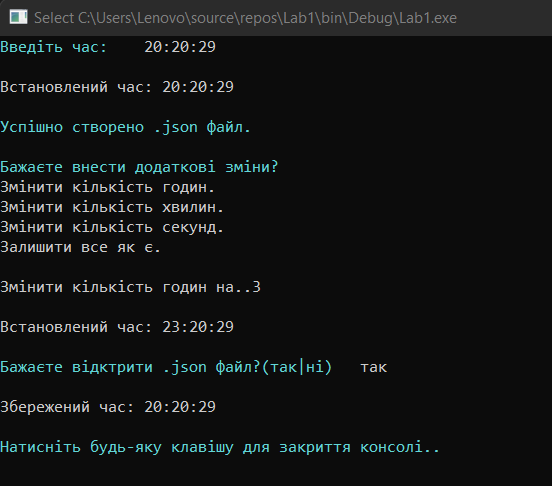 Select C:\Users\Lenovo\source\repos\Lab1\bin\Debug\Lab1.exe
Введіть час:    20:20:29
Встановлений час: 20:20:29
Успішно створено .json файл.
Бажаєте внести додаткові зміни?
Змінити кількість годин.
Змінити кількість хвилин.
Змінити кількість секунд.
Залишити все як є.
Змінити кількість годин на..3
Встановлений час: 23:20:29
Бажаєте відктрити .json файл?(так|ні)   так
Збережений час: 20:20:29
Натисніть будь-яку клавішу для закриття консолі..